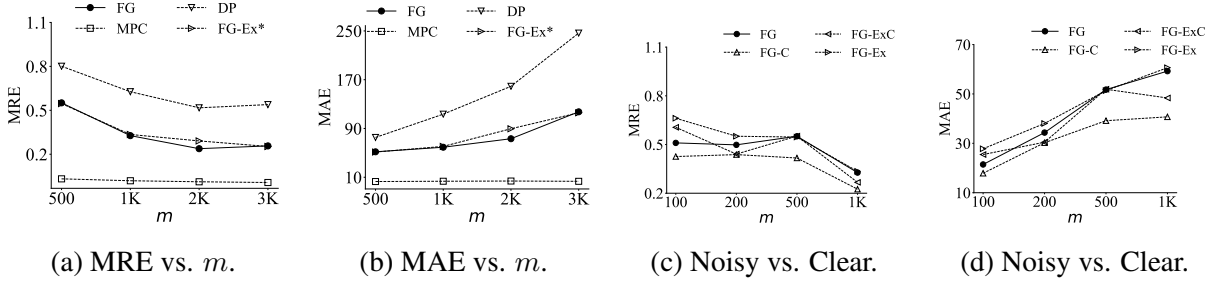 FG
DP
MPC
FG-Ex*
MRE
1.1
0.8
0.5
0.2
500 1K 2K 3K
m
FG
DP
MPC
FG-Ex*
MAE
250
170
90
10
500 1K 2K 3K
m
FG
FG-ExC
FG-C
FG-Ex
MRE
1.1
0.8
0.6
0.4
0.2
100 200 500 1K
m
FG
FG-ExC
FG-C
FG-Ex
MAE
70
50
30
10
100 200 500 1K
m
(a) MRE vs. m.
(b) MAE vs. m.
(c) Noisy vs. Clear.
(d) Noisy vs. Clear.